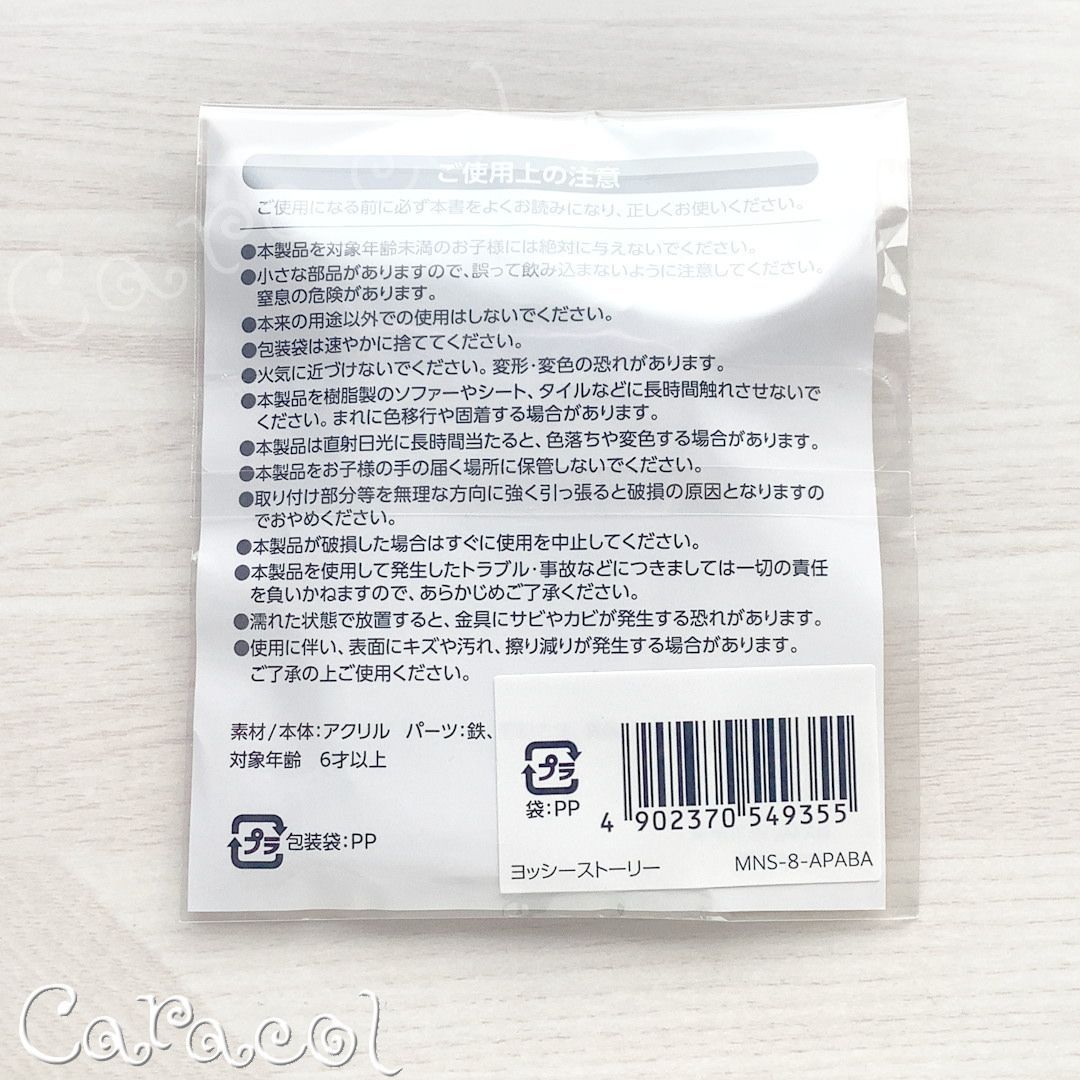 ご使用上の注意
ご使用になる前に必ず本書をよくお読みになり、正しくお使いください。
●本製品を対象年齢未満のお子様には絶対に与えないでください。
●小さな部品がありますので、誤って飲み込まないように注意してください。
窒息の危険があります。
●本来の用途以外での使用はしないでください。
●包装袋は速やかに捨ててください。
●火気に近づけないでください。変形・変色の恐れがあります。
●本製品を樹脂製のソファーやシート、タイルなどに長時間触れさせないで
ください。まれに色移行や固着する場合があります。
●本製品は直射日光に長時間当たると、色落ちや変色する場合があります。
●本製品をお子様の手の届く場所に保管しないでください。
●取り付け部分等を無理な方向に強く引っ張ると破損の原因となりますの
でおやめください。
●本製品が破損した場合はすぐに使用を中止してください。
●本製品を使用して発生したトラブル・事故などにつきましては一切の責任
を負いかねますので、あらかじめご了承ください。
●濡れた状態で放置すると、金具にサビやカビが発生する恐れがあります。
●使用に伴い、表面にキズや汚れ、擦り減りが発生する場合があります。
ご了承の上ご使用ください。
素材/本体:アクリル パーツ:鉄、
対象年齢 6才以上
プラ 包装袋:PP
プラ
袋:PP
4 902370 549355
ヨッシーストーリー MNS-8-APABA
Caracol
Caracol